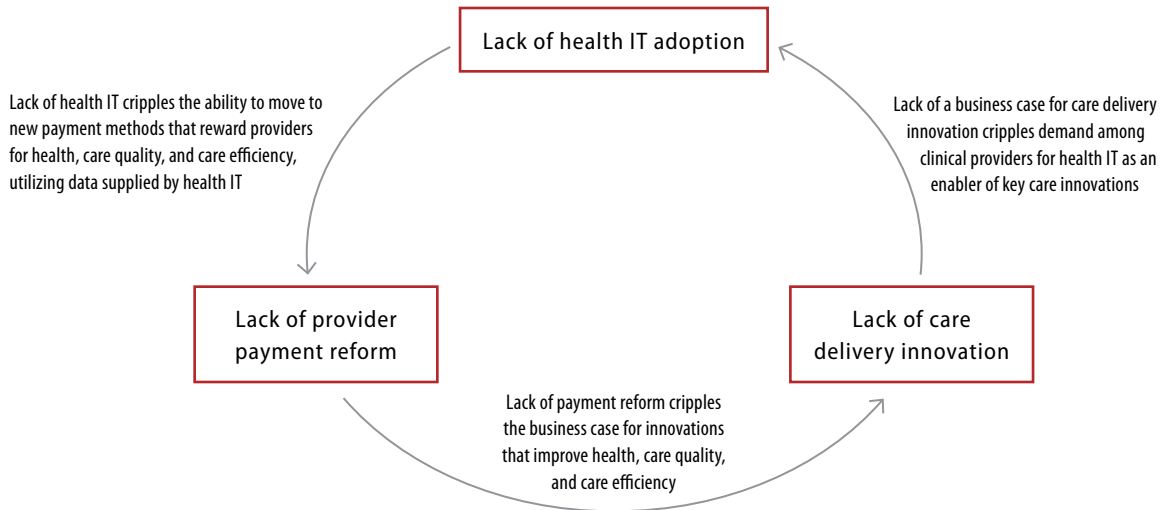 Lack of health IT adoption
Lack of health IT cripples the ability to move to
new payment methods that reward providers
for health, care quality, and care efficiency,
utilizing data supplied by health IT
Lack of a business case for care delivery
innovation cripples demand among
clinical providers for health IT as an
enabler of key care innovations
Lack of provider
payment reform
Lack of care
delivery innovation
Lack of payment reform cripples
the business case for innovations
that improve health, care quality,
and care efficiency